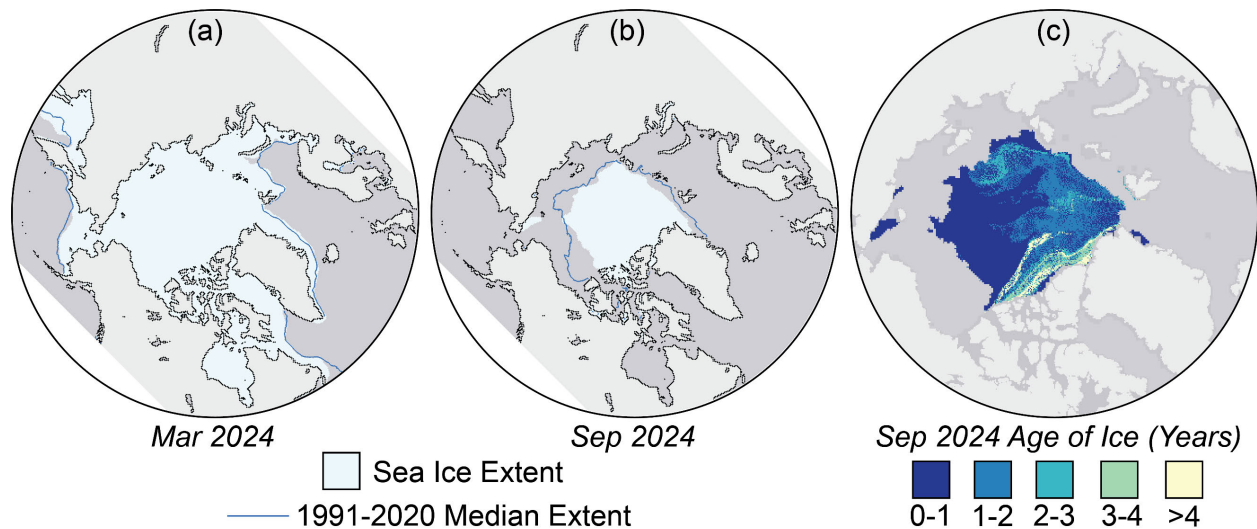 (a)
(b)
(c)
Mar 2024
Sep 2024
Sep 2024 Age of Ice (Years)
Sea Ice Extent
1991-2020 Median Extent
0-1 1-2 2-3 3-4 >4